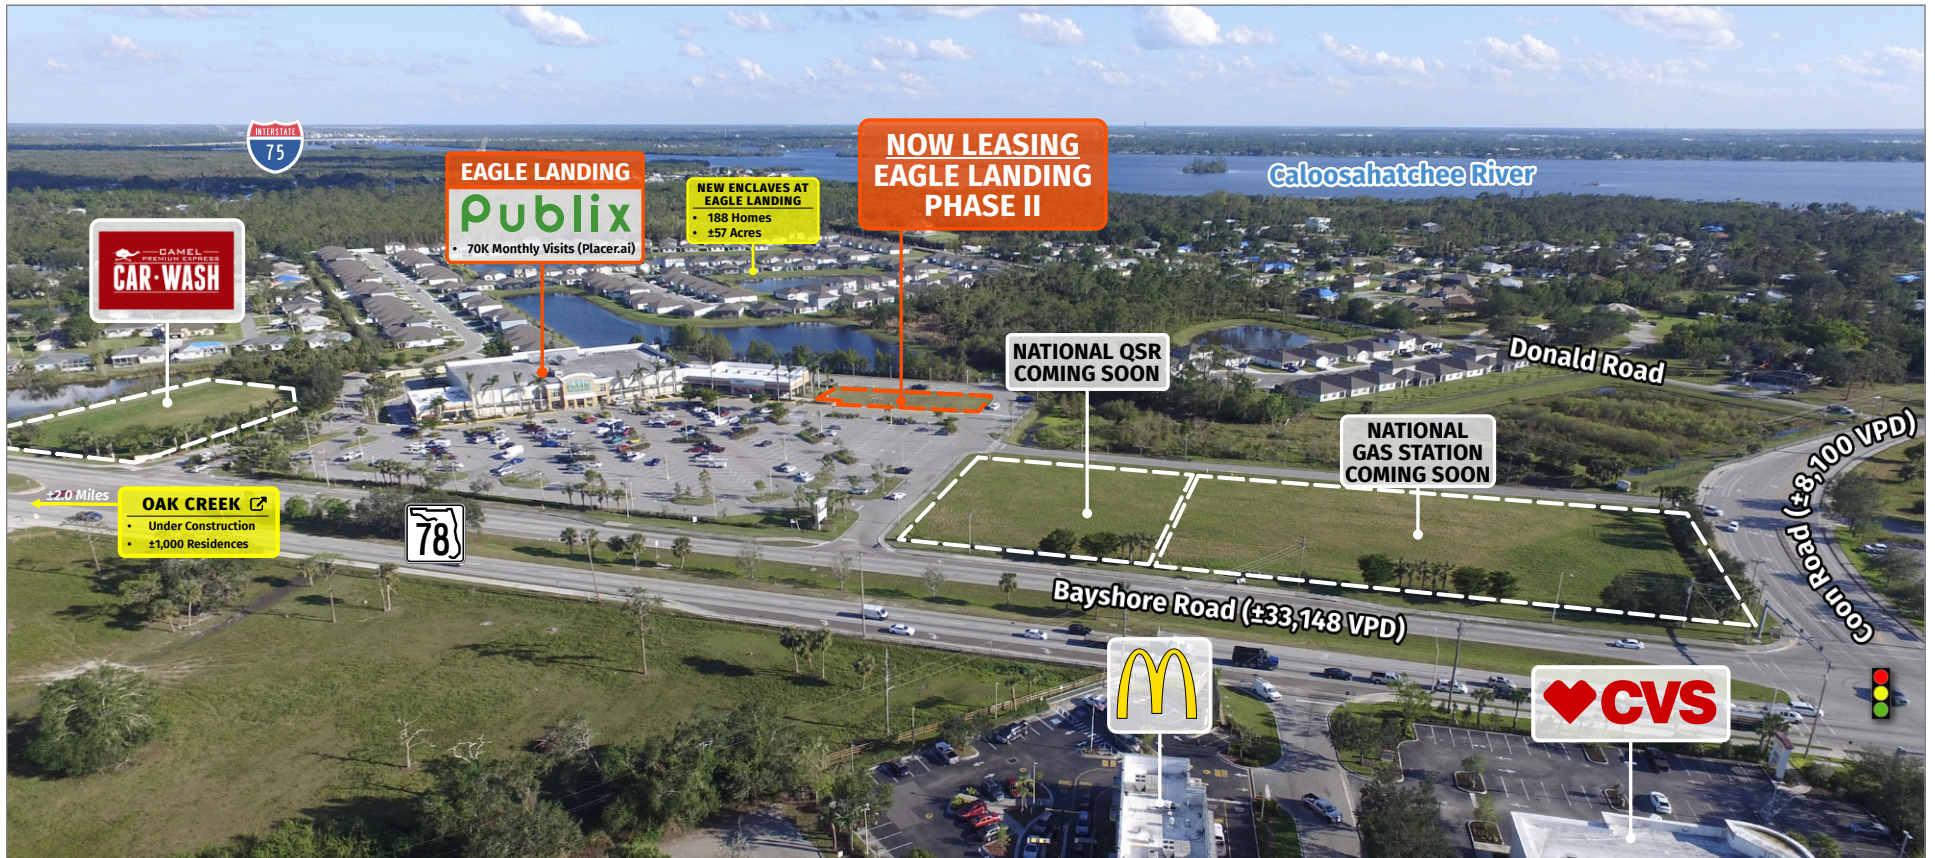 INTERSTATE
75
EAGLE LANDING
Publix
• 70K Monthly Visits (Placer.ai)
NEW ENCLAVES AT
EAGLE LANDING
• 188 Homes
• ±57 Acres
NOW LEASING
EAGLE LANDING
PHASE II
Caloosahatchee River
CAMEL
PREMIUM EXPRESS
CAR·WASH
NATIONAL QSR
COMING SOON
Donald Road
NATIONAL
GAS STATION
COMING SOON
Coon Road (±8,100 VPD)
±2.0 Miles
OAK CREEK
• Under Construction
• ±1,000 Residences
78
Bayshore Road (±33,148 VPD)
CVS